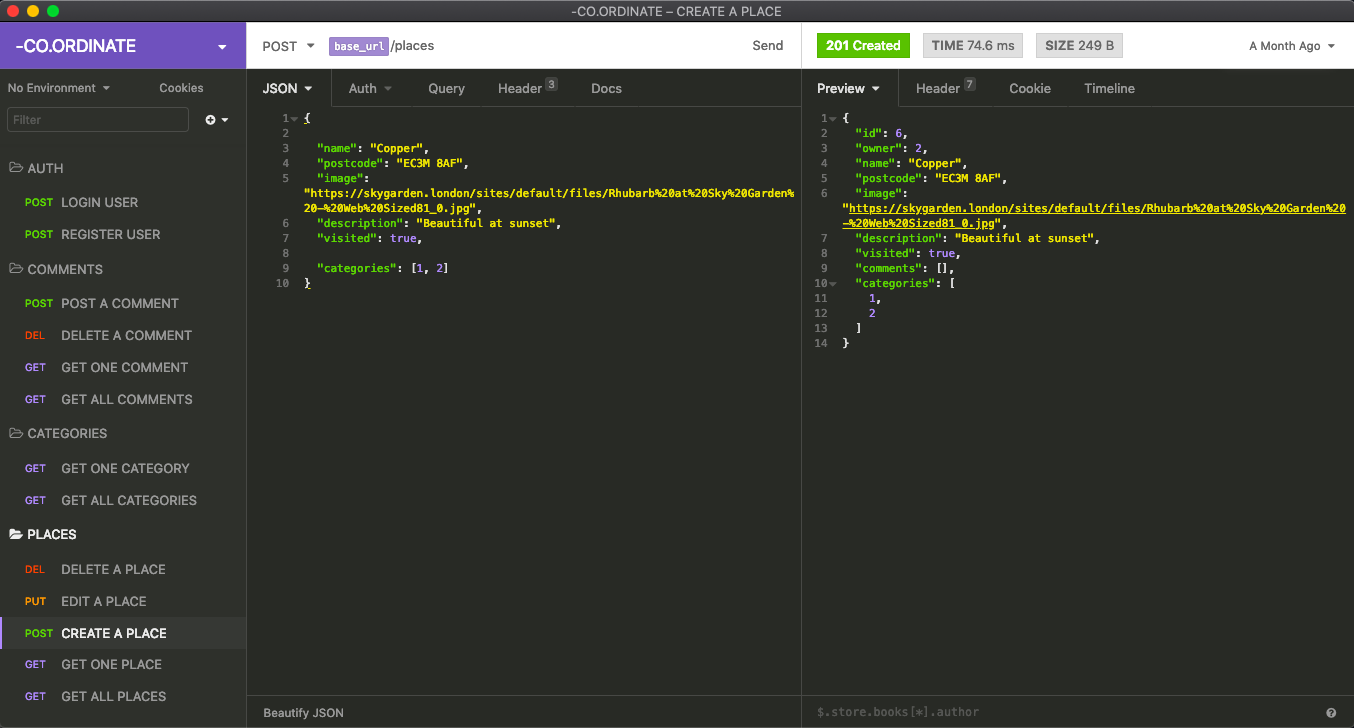 -CO.ORDINATE – CREATE A PLACE
-CO.ORDINATE
POST base_url/places Send
201 Created TIME 74.6 ms SIZE 249 B A Month Ago
No Environment Cookies
Filter
AUTH
POST LOGIN USER
POST REGISTER USER
COMMENTS
POST POST A COMMENT
DEL DELETE A COMMENT
GET GET ONE COMMENT
GET GET ALL COMMENTS
CATEGORIES
GET GET ONE CATEGORY
GET GET ALL CATEGORIES
PLACES
DEL DELETE A PLACE
PUT EDIT A PLACE
POST CREATE A PLACE
GET GET ONE PLACE
GET GET ALL PLACES
JSON Auth Query Header 3 Docs
1 {
2
3 "name": "Copper",
4 "postcode": "EC3M 8AF",
5 "image":
"https://skygarden.london/sites/default/files/Rhubarb%20at%20Sky%20Garden%
20–%20Web%20Sized81_0.jpg",
6 "description": "Beautiful at sunset",
7 "visited": true,
8
9 "categories": [1, 2]
10 }
Beautify JSON
Preview Header 7 Cookie Timeline
1 {
2 "id": 6,
3 "owner": 2,
4 "name": "Copper",
5 "postcode": "EC3M 8AF",
6 "image":
"https://skygarden.london/sites/default/files/Rhubarb%20at%20Sky%20Garden%20
–%20Web%20Sized81_0.jpg",
7 "description": "Beautiful at sunset",
8 "visited": true,
9 "comments": [],
10 "categories": [
11 1,
12 2
13 ]
14 }
$.store.books[*].author